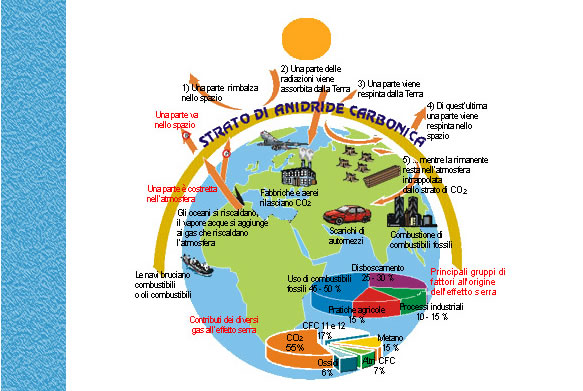 2) Una parte delle
radiazioni viene
assorbita dalla Terra
1) Una parte rimbalza
nello spazio
3) Una parte viene
respinta dalla Terra
4) Di quest'ultima
una parte viene
respinta nello
spazio
Una parte va
nello spazio
STRATO DI ANIDRIDE CARBONICA
5) ... mentre la rimanente
resta nell'atmosfera
intrappolata
dallo strato di CO2
Una parte è costretta
nell'atmosfera
Fabbriche e aerei
rilasciano CO2
Gli oceani si riscaldano,
il vapore acque si aggiunge
ai gas che riscaldano
l'atmosfera
Scarichi di
automezzi
Combustione di
combustibili fossili
Le navi bruciano
combustibili
o oli combustibili
Disboscamento
25 - 30 %
Uso di combustibili
fossili 45 - 50 %
Principali gruppi di
fattori all'origine
dell'effetto serra
Pratiche agricole
15 %
Processi industriali
10 - 15 %
Contributi dei diversi
gas all'effetto serra
CFC 11 e 12
17%
CO2
55%
Metano
15 %
Ossi
6%
Altri CFC
7%